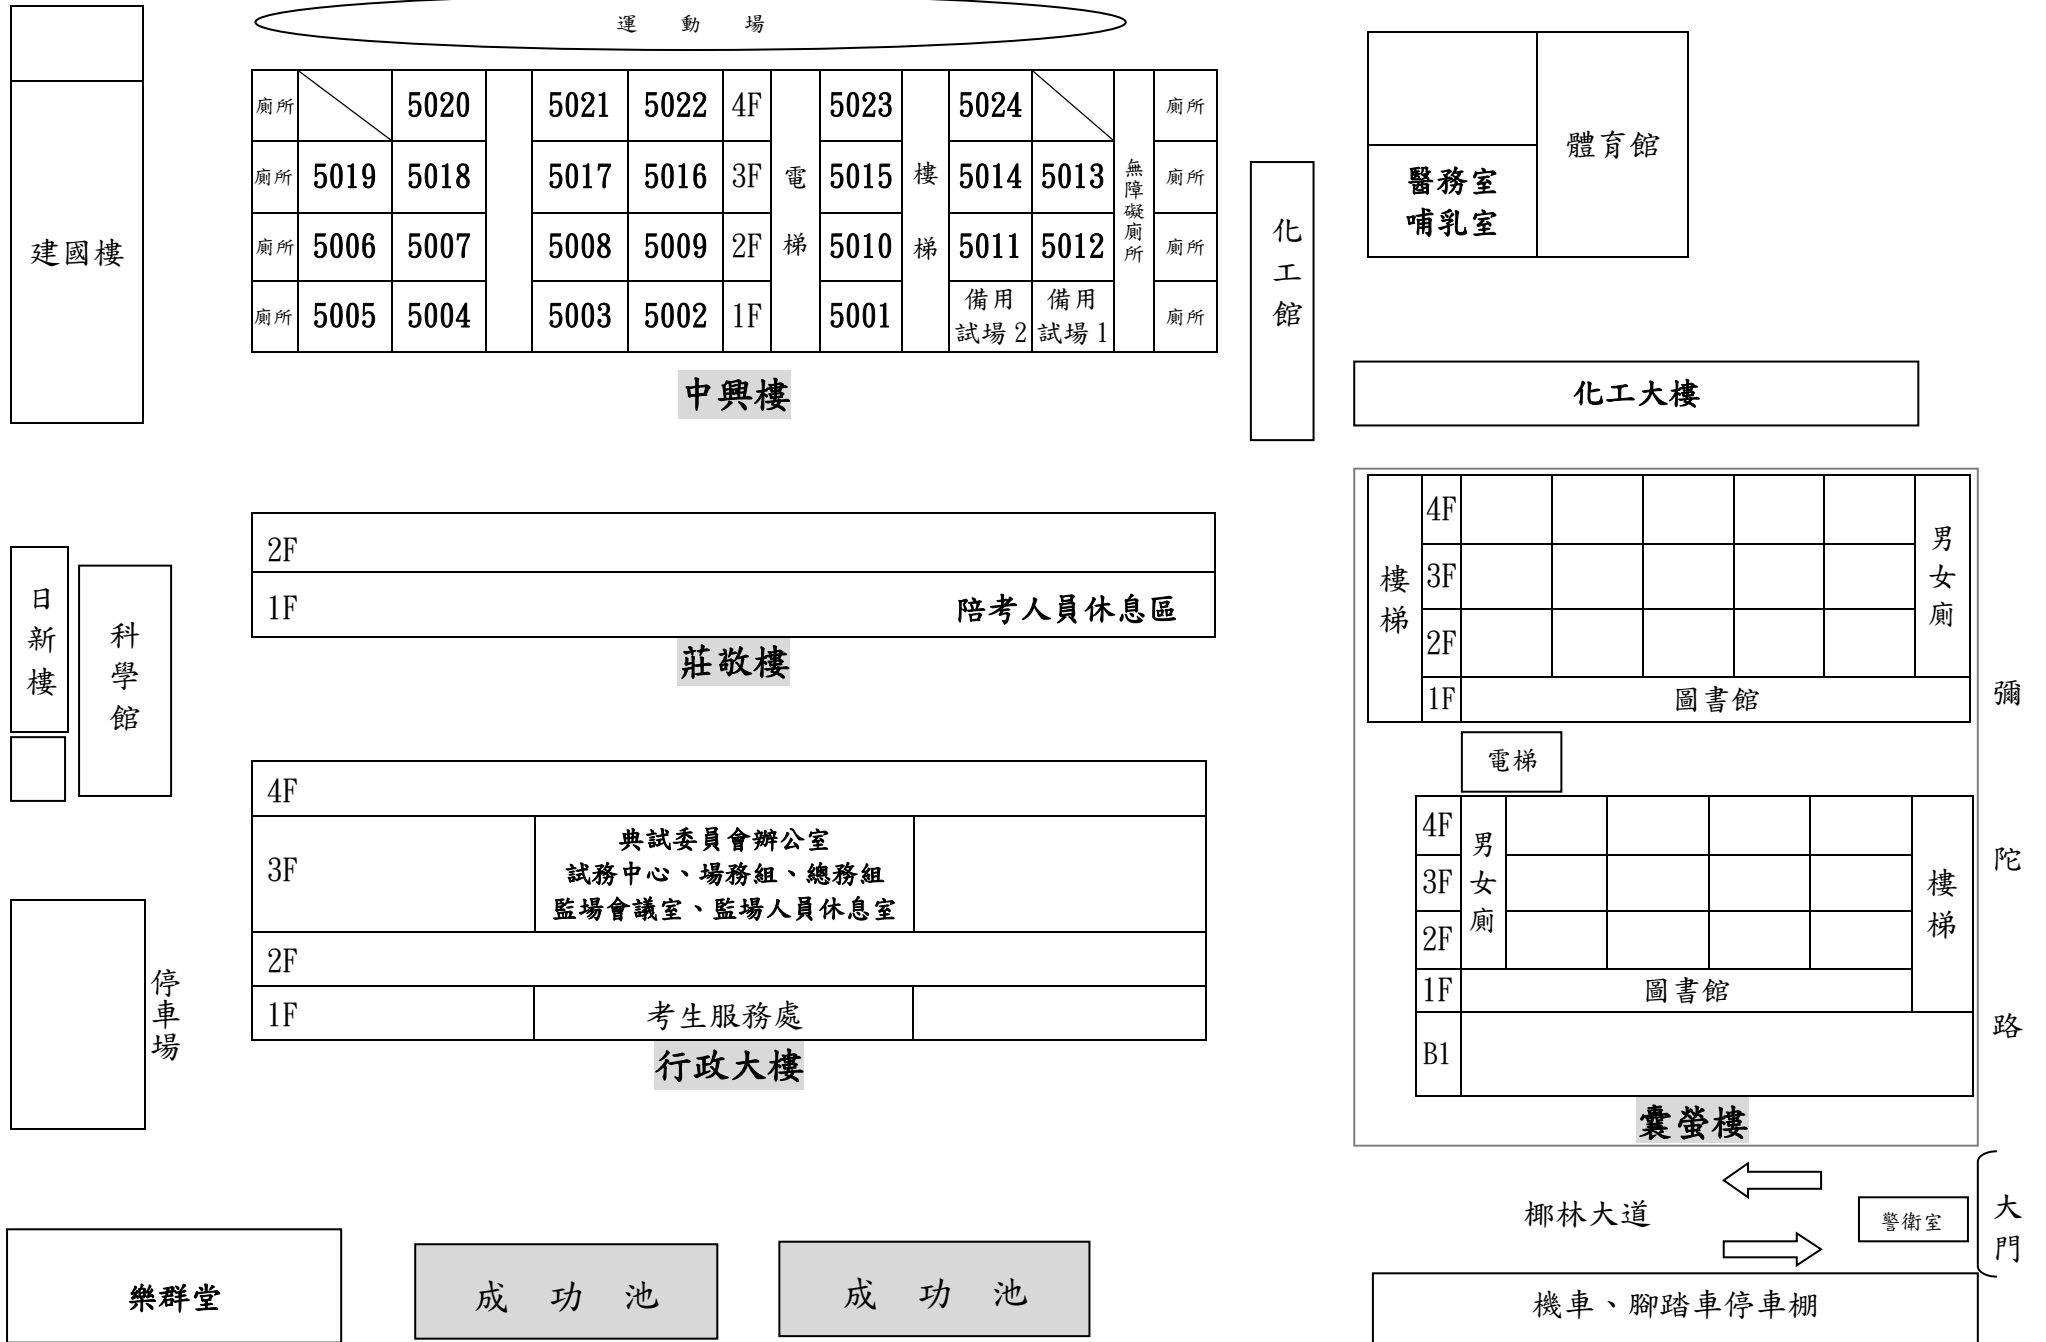 運 動 場
廁所 5020 5021 5022 4F 5023 5024 廁所
廁所 5019 5018 5017 5016 3F 5015 5014 5013 廁所
廁所 5006 5007 5008 5009 2F 5010 5011 5012 廁所
廁所 5005 5004 5003 5002 1F 5001 備用試場2 備用試場1 廁所
電梯
樓梯
無障礙廁所
中興樓
建國樓
化工館
體育館
醫務室
哺乳室
化工大樓
2F
1F 陪考人員休息區
莊敬樓
日新樓
科學館
4F
3F
典試委員會辦公室
試務中心、場務組、總務組
監場會議室、監場人員休息室
2F
1F 考生服務處
行政大樓
停車場
樓梯
4F
3F
2F
1F 圖書館
男女廁
電梯
4F
3F
2F
1F 圖書館
B1
男女廁
樓梯
囊螢樓
彌陀路
椰林大道
警衛室
大門
樂群堂
成 功 池
成 功 池
機車、腳踏車停車棚